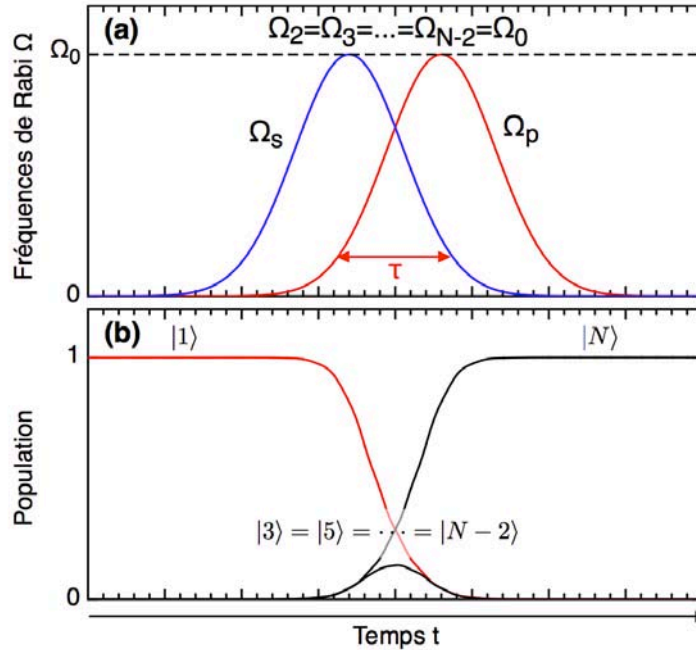 (a) Ω₂=Ω₃=...=Ω_{N-2}=Ω₀
Ω₀
Ωₛ
Ωₚ
Fréquences de Rabi Ω
τ
0
(b) |1⟩ |N⟩
1
Population
|3⟩ = |5⟩ = ··· = |N − 2⟩
0
Temps t